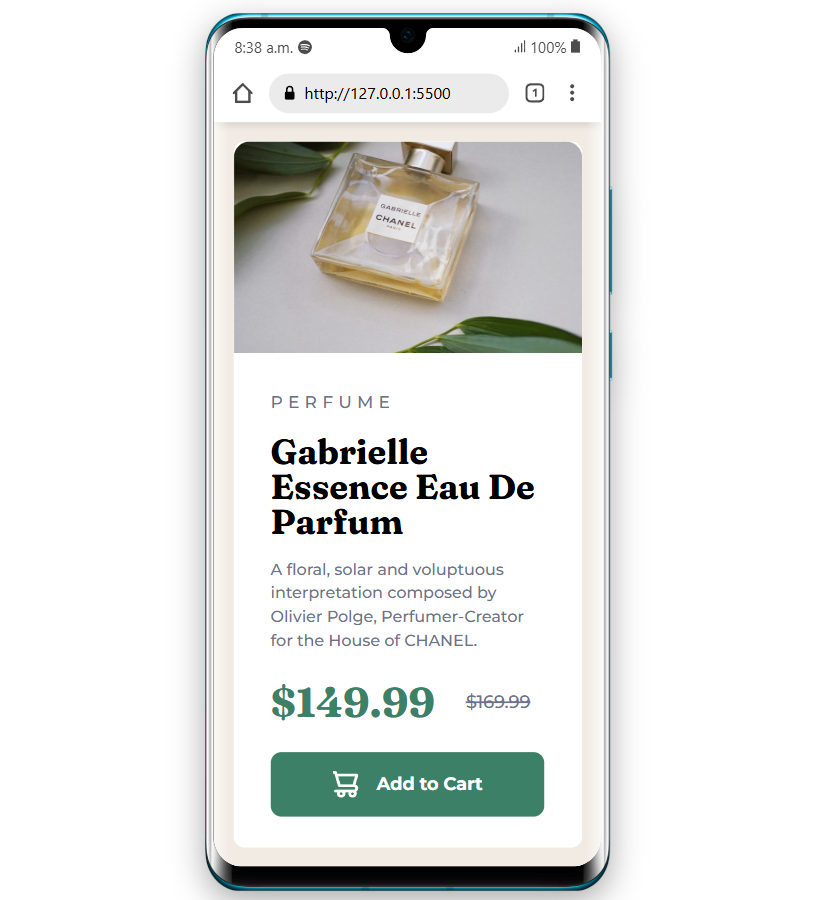 8:38 a.m. 100%
http://127.0.0.1:5500 1
GABRIELLE
CHANEL
PARIS
PERFUME
Gabrielle
Essence Eau De
Parfum
A floral, solar and voluptuous
interpretation composed by
Olivier Polge, Perfumer-Creator
for the House of CHANEL.
$149.99 $169.99
Add to Cart